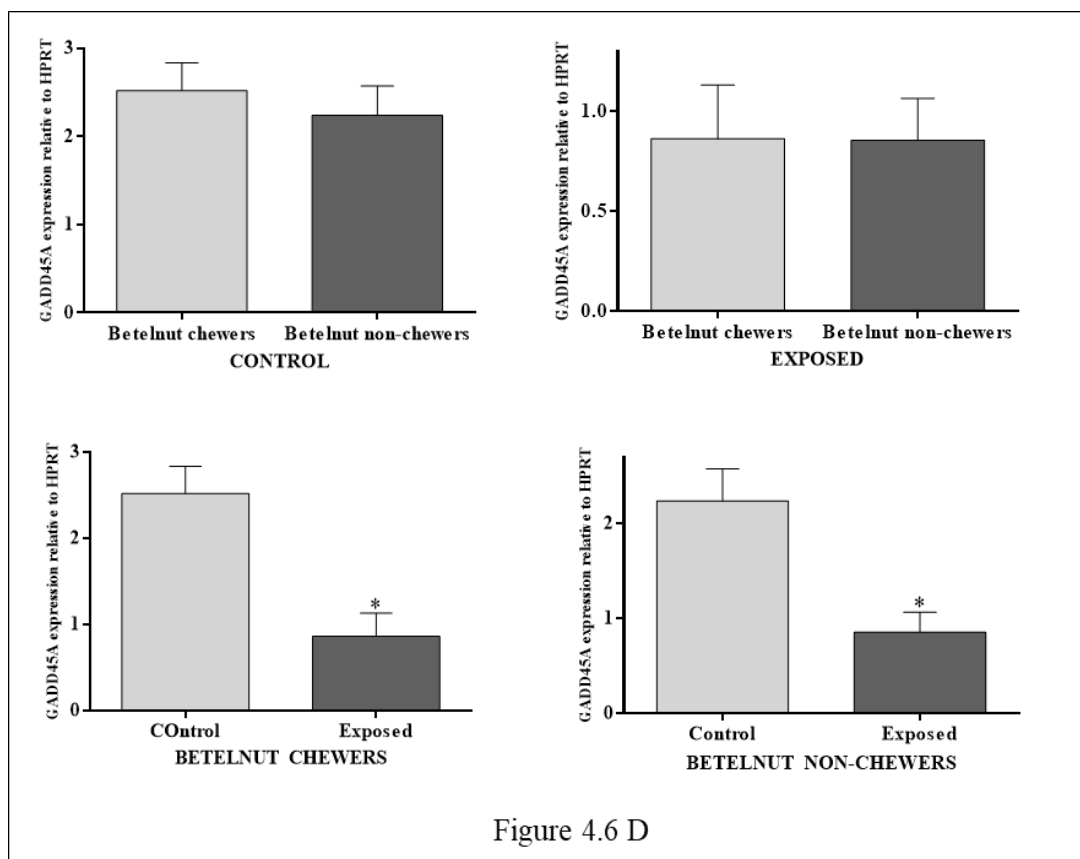 GADD45A expression relative to HPRT
3
2
1
0
Betelnut chewers Betelnut non-chewers
CONTROL
GADD45A expression relative to HPRT
1.0
0.5
0.0
Betelnut chewers Betelnut non-chewers
EXPOSED
GADD45A expression relative to HPRT
3
2
1
0
*
COntrol Exposed
BETELNUT CHEWERS
GADD45A expression relative to HPRT
2
1
0
*
Control Exposed
BETELNUT NON-CHEWERS
Figure 4.6 D